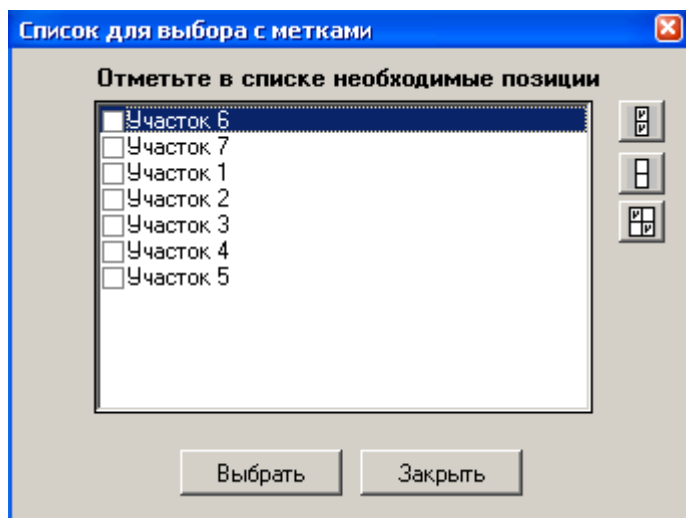 Список для выбора с метками
Отметьте в списке необходимые позиции
Участок 6
Участок 7
Участок 1
Участок 2
Участок 3
Участок 4
Участок 5
Выбрать
Закрыть